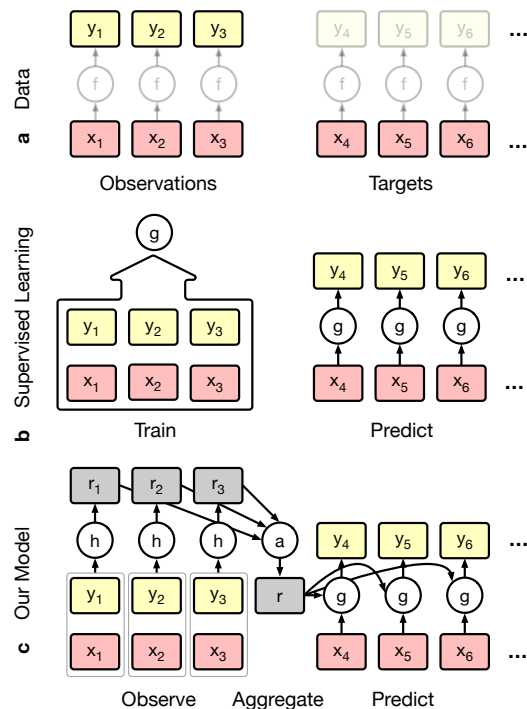 y1 y2 y3 y4 y5 y6 ...
f f f f f f
x1 x2 x3 x4 x5 x6 ...
Observations Targets
a Data
g
y1 y2 y3 y4 y5 y6 ...
g g g
x1 x2 x3 x4 x5 x6 ...
Train Predict
b Supervised Learning
r1 r2 r3
h h h a y4 y5 y6 ...
y1 y2 y3 r g g g
x1 x2 x3 x4 x5 x6 ...
Observe Aggregate Predict
c Our Model